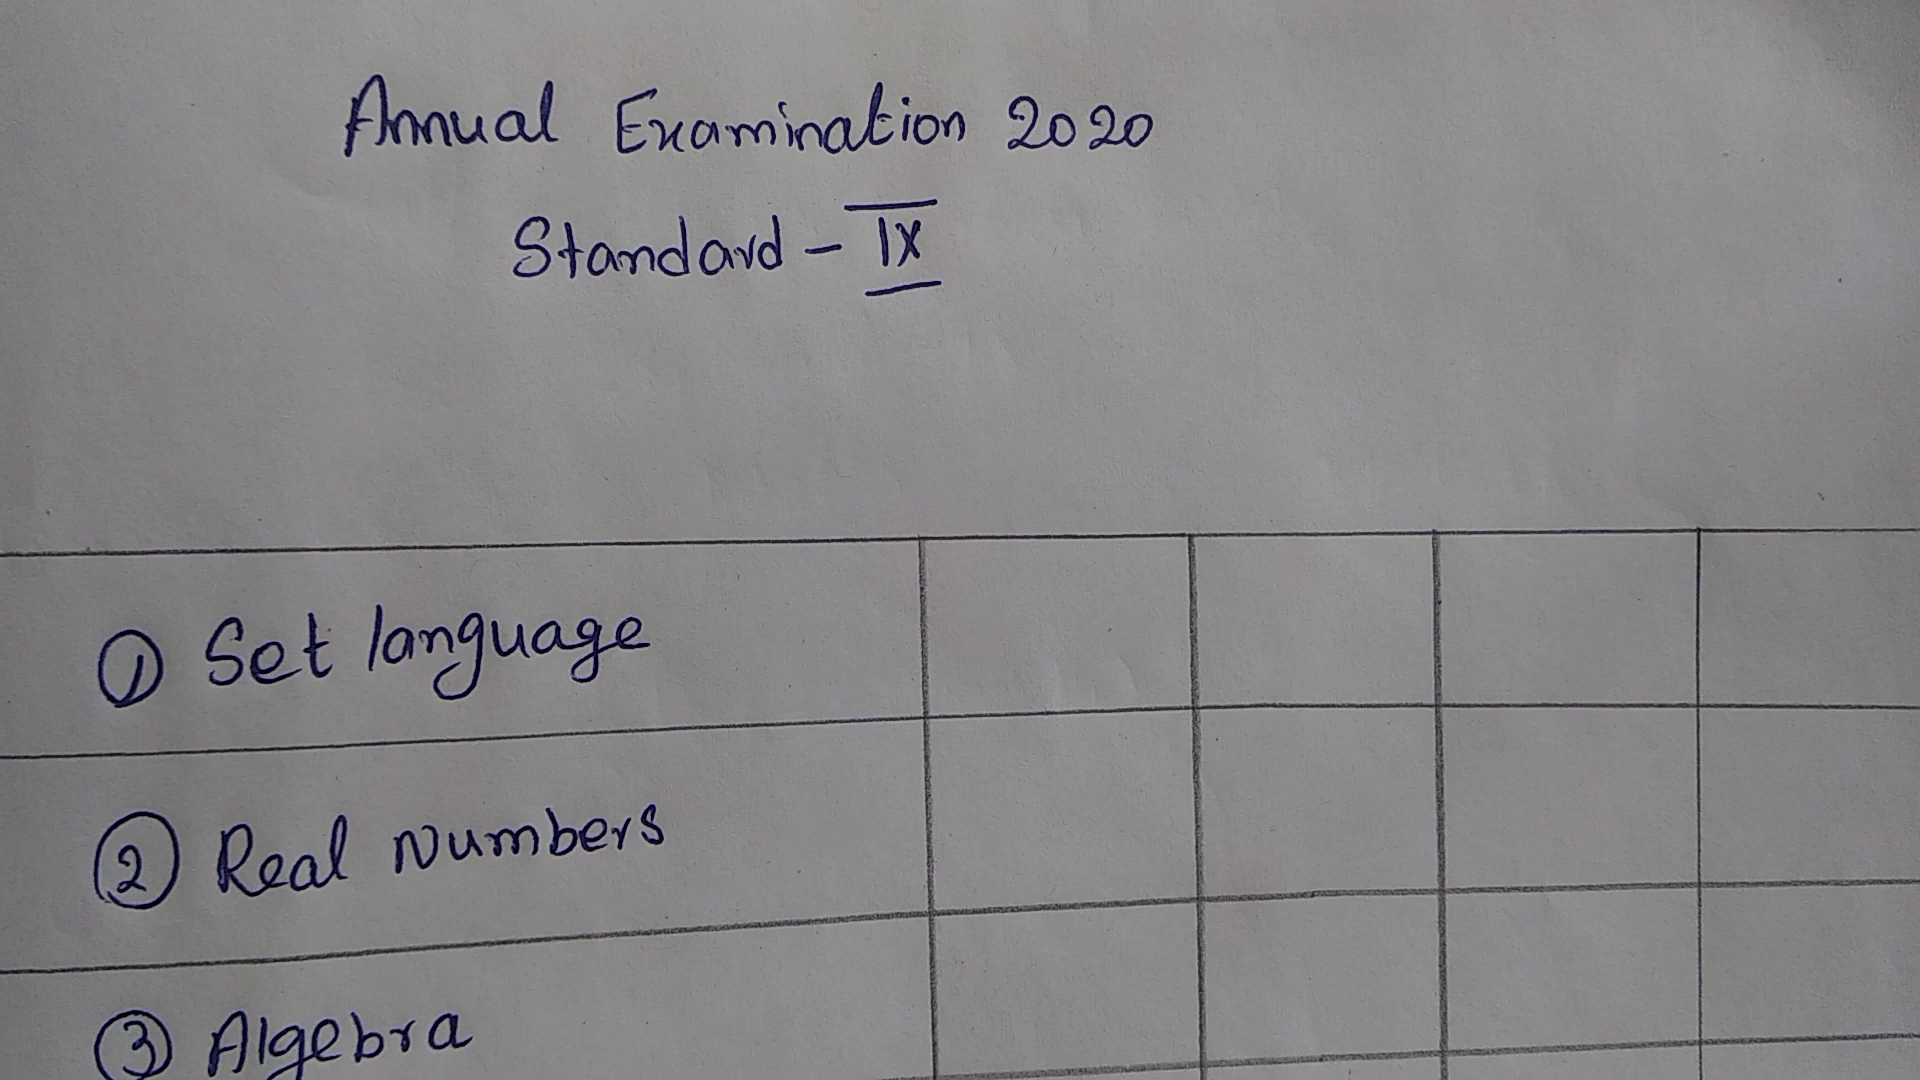 Annual Examination 2020
Standard - IX
① Set language
② Real Numbers
③ Algebra